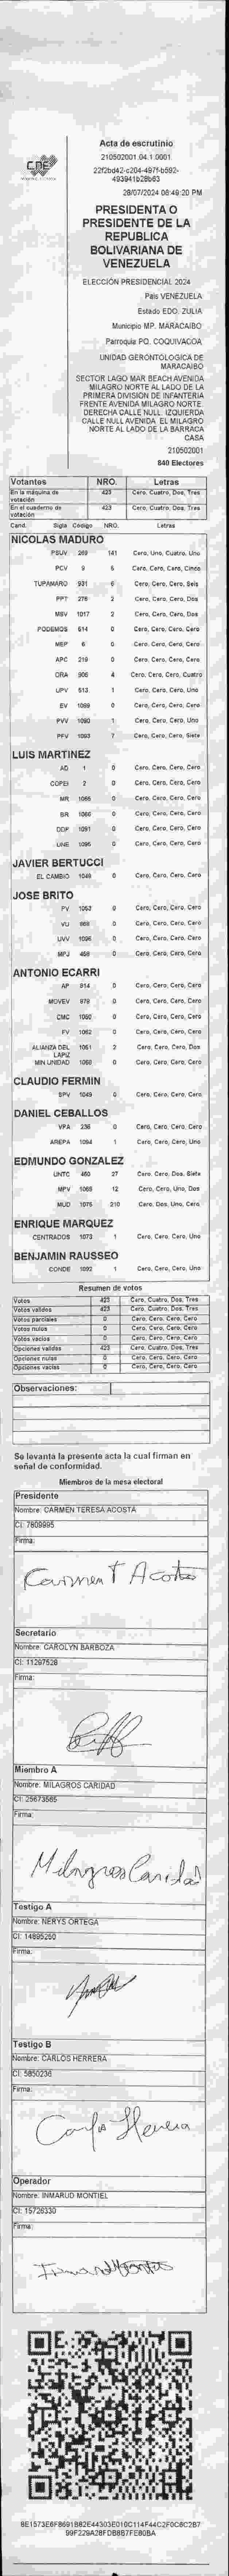 CNE
Acta de escrutinio
210502001.04.1.0001
28/07/2024 06:49:20 PM
PRESIDENTA O
PRESIDENTE DE LA
REPUBLICA
BOLIVARIANA DE
VENEZUELA
ELECCIÓN PRESIDENCIAL 2024
País VENEZUELA
Estado EDO. ZULIA
Municipio MP. MARACAIBO
Parroquia PQ. COQUIVACOA
UNIDAD GERONTOLOGICA DE
MARACAIBO
SECTOR LAGO MAR BEACH AVENIDA
MILAGRO NORTE AL LADO DE LA
PRIMERA DIVISION DE INFANTERIA
FRENTE AVENIDA MILAGRO NORTE.
DERECHA CALLE NULL. IZQUIERDA
CALLE NULL AVENIDA EL MILAGRO
NORTE AL LADO DE LA BARRACA
CASA
210502001
840 Electores
Votantes NRO. Letras
En la máquina de votación 423 Cero, Cuatro, Dos, Tres
En el cuaderno de votación 423 Cero, Cuatro, Dos, Tres
Cand. Sigla Código NRO. Letras
NICOLAS MADURO
PSUV 269 141 Cero, Uno, Cuatro, Uno
PCV 9 5 Cero, Cero, Cero, Cinco
TUPAMARO 931 6 Cero, Cero, Cero, Seis
PPT 276 2 Cero, Cero, Cero, Dos
MSV 1017 2 Cero, Cero, Cero, Dos
PODEMOS 614 0 Cero, Cero, Cero, Cero
MEP 6 0 Cero, Cero, Cero, Cero
APC 219 0 Cero, Cero, Cero, Cero
ORA 906 4 Cero, Cero, Cero, Cuatro
UPV 513 1 Cero, Cero, Cero, Uno
EV 1089 0 Cero, Cero, Cero, Cero
PVV 1080 1 Cero, Cero, Cero, Uno
PFV 1093 7 Cero, Cero, Cero, Siete
LUIS MARTINEZ
AD 1 0 Cero, Cero, Cero, Cero
COPEI 2 0 Cero, Cero, Cero, Cero
MR 1065 0 Cero, Cero, Cero, Cero
BR 1066 0 Cero, Cero, Cero, Cero
DDP 1091 0 Cero, Cero, Cero, Cero
UNE 1095 0 Cero, Cero, Cero, Cero
JAVIER BERTUCCI
EL CAMBIO 1046 0 Cero, Cero, Cero, Cero
JOSE BRITO
PV 1052 0 Cero, Cero, Cero, Cero
VU 868 0 Cero, Cero, Cero, Cero
UVV 1096 0 Cero, Cero, Cero, Cero
MPJ 458 0 Cero, Cero, Cero, Cero
ANTONIO ECARRI
AP 814 0 Cero, Cero, Cero, Cero
MOVEV 879 0 Cero, Cero, Cero, Cero
CMC 1050 0 Cero, Cero, Cero, Cero
FV 1062 0 Cero, Cero, Cero, Cero
ALIANZA DEL LAPIZ 1051 2 Cero, Cero, Cero, Dos
MIN UNIDAD 1068 0 Cero, Cero, Cero, Cero
CLAUDIO FERMIN
SPV 1049 0 Cero, Cero, Cero, Cero
DANIEL CEBALLOS
VPA 236 0 Cero, Cero, Cero, Cero
AREPA 1094 1 Cero, Cero, Cero, Uno
EDMUNDO GONZALEZ
UNTC 460 27 Cero, Cero, Dos, Siete
MPV 1065 12 Cero, Cero, Uno, Dos
MUD 1075 210 Cero, Dos, Uno, Cero
ENRIQUE MARQUEZ
CENTRADOS 1073 1 Cero, Cero, Cero, Uno
BENJAMIN RAUSSEO
CONDE 1092 1 Cero, Cero, Cero, Uno
Resumen de votos
Votos 423 Cero, Cuatro, Dos, Tres
Votos válidos 423 Cero, Cuatro, Dos, Tres
Votos parciales 0 Cero, Cero, Cero, Cero
Votos nulos 0 Cero, Cero, Cero, Cero
Votos vacíos 0 Cero, Cero, Cero, Cero
Opciones válidas 423 Cero, Cuatro, Dos, Tres
Opciones nulas 0 Cero, Cero, Cero, Cero
Opciones vacías 0 Cero, Cero, Cero, Cero
Observaciones:
Se levanta la presente acta la cual firman en
señal de conformidad.
Miembros de la mesa electoral
Presidente
Nombre: CARMEN TERESA ACOSTA
CI: 7609995
Firma:
Carmen T Acosta
Secretario
Nombre: CAROLYN BARBOZA
CI: 11297528
Firma:
Miembro A
Nombre: MILAGROS CARIDAD
CI: 25673565
Firma:
Milagros Caridad
Testigo A
Nombre: NERYS ORTEGA
CI: 14895260
Firma:
Testigo B
Nombre: CARLOS HERRERA
CI: 5850236
Firma:
Carlos Herrera
Operador
Nombre: INMARUD MONTIEL
CI: 15726330
Firma: